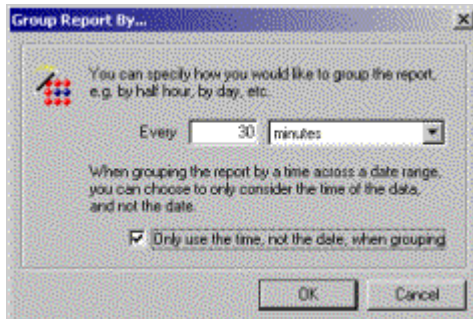 Group Report By...
You can specify how you would like to group the report,
e.g. by half hour, by day, etc.
Every 30 minutes
When grouping the report by a time across a date range,
you can choose to only consider the time of the data,
and not the date.
Only use the time, not the date, when grouping
OK Cancel